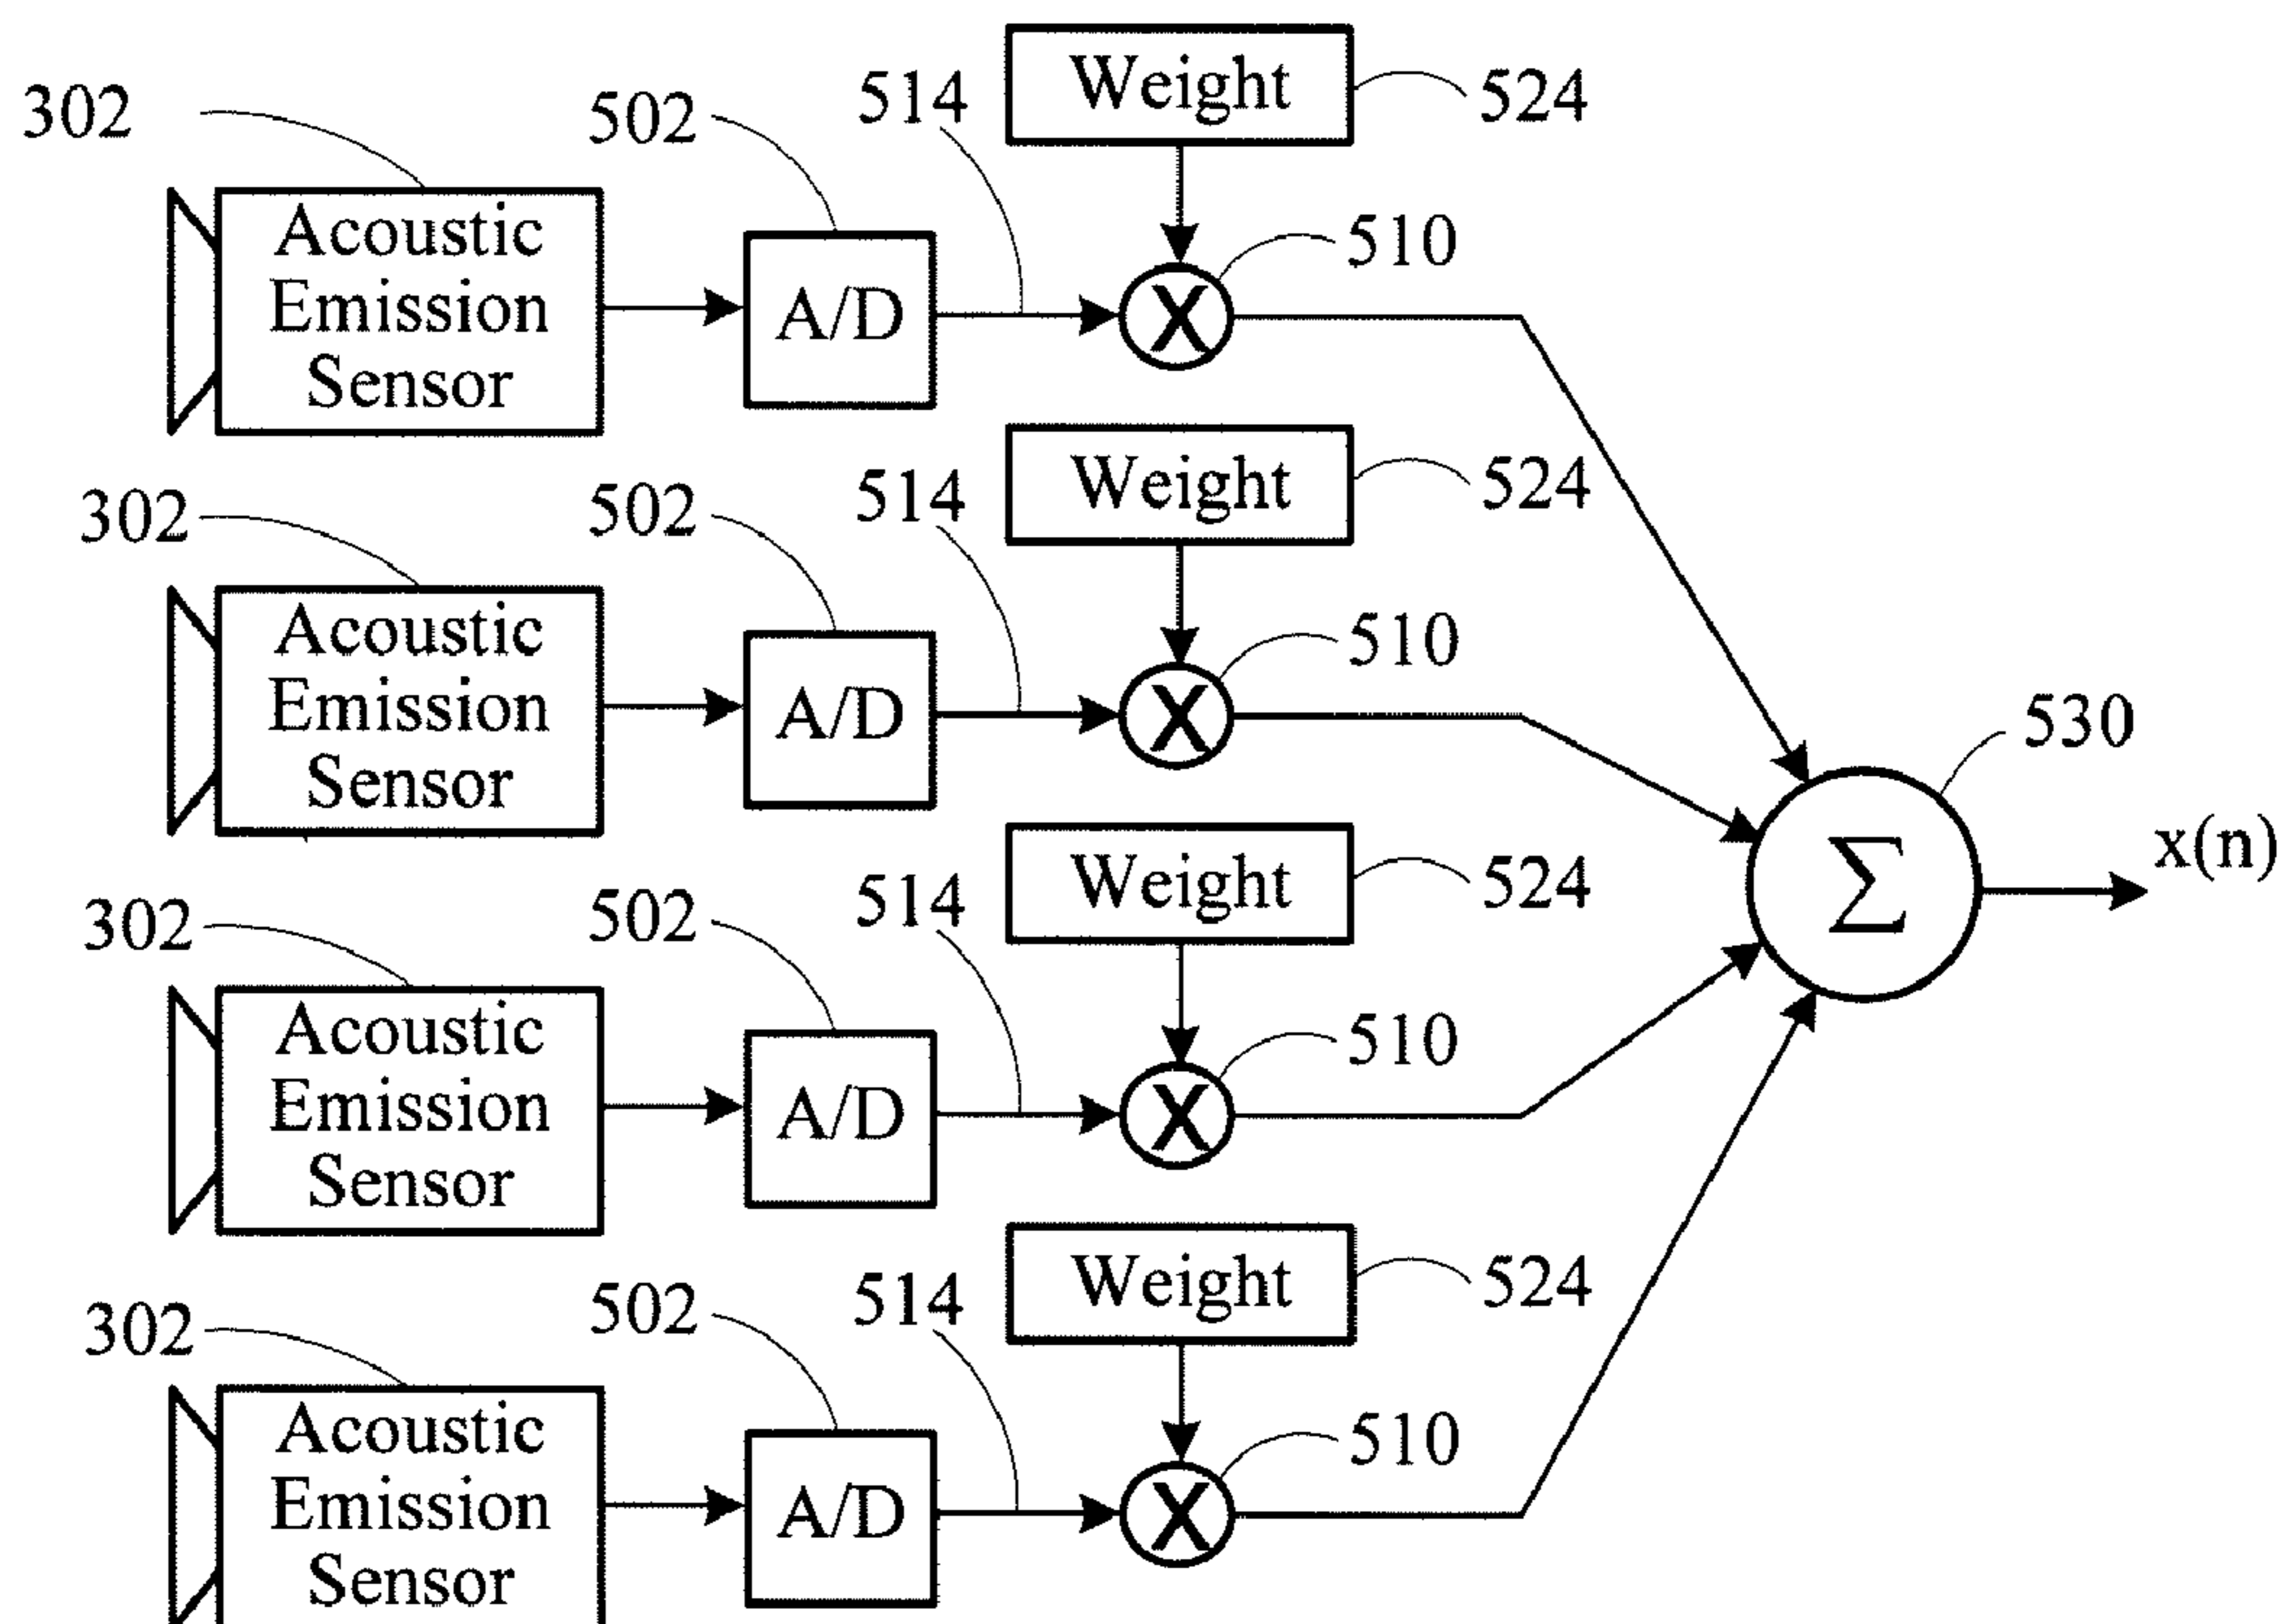 Weight
524
514
502
302
Acoustic
Emission
Sensor
A/D
X
510
Weight
524
514
502
302
Acoustic
Emission
Sensor
A/D
X
510
530
Σ
x(n)
Weight
524
514
502
302
Acoustic
Emission
Sensor
A/D
X
510
Weight
524
514
502
302
Acoustic
Emission
Sensor
A/D
X
510